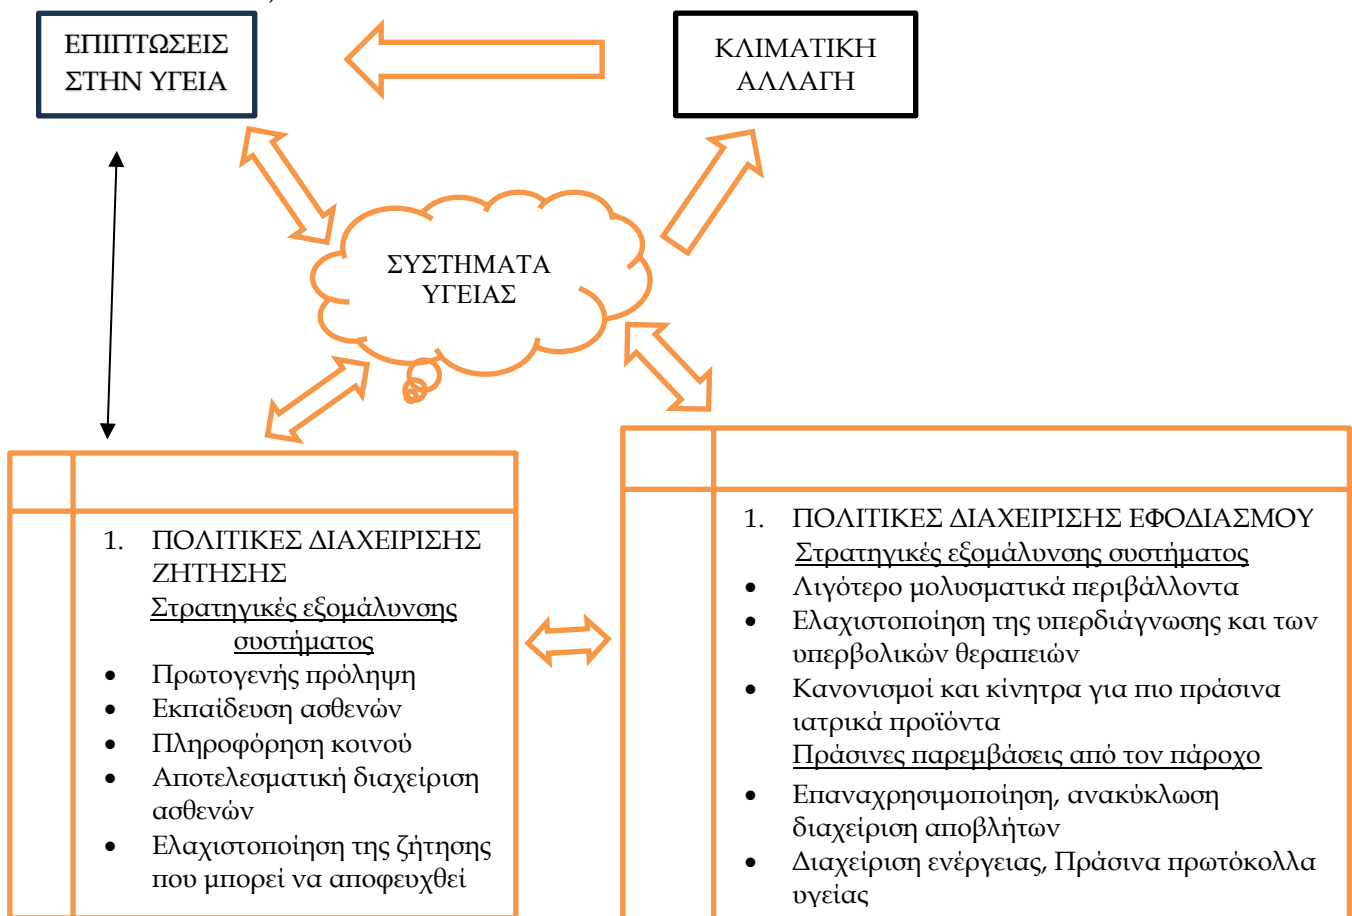 ΕΠΙΠΤΩΣΕΙΣ
ΣΤΗΝ ΥΓΕΙΑ
ΚΛΙΜΑΤΙΚΗ
ΑΛΛΑΓΗ
ΣΥΣΤΗΜΑΤΑ
ΥΓΕΙΑΣ
1. ΠΟΛΙΤΙΚΕΣ ΔΙΑΧΕΙΡΙΣΗΣ
ΖΗΤΗΣΗΣ
Στρατηγικές εξομάλυνσης
συστήματος
• Πρωτογενής πρόληψη
• Εκπαίδευση ασθενών
• Πληροφόρηση κοινού
• Αποτελεσματική διαχείριση
ασθενών
• Ελαχιστοποίηση της ζήτησης
που μπορεί να αποφευχθεί
1. ΠΟΛΙΤΙΚΕΣ ΔΙΑΧΕΙΡΙΣΗΣ ΕΦΟΔΙΑΣΜΟΥ
Στρατηγικές εξομάλυνσης συστήματος
• Λιγότερο μολυσματικά περιβάλλοντα
• Ελαχιστοποίηση της υπερδιάγνωσης και των
υπερβολικών θεραπειών
• Κανονισμοί και κίνητρα για πιο πράσινα
ιατρικά προϊόντα
Πράσινες παρεμβάσεις από τον πάροχο
• Επαναχρησιμοποίηση, ανακύκλωση
διαχείριση αποβλήτων
• Διαχείριση ενέργειας, Πράσινα πρωτόκολλα
υγείας